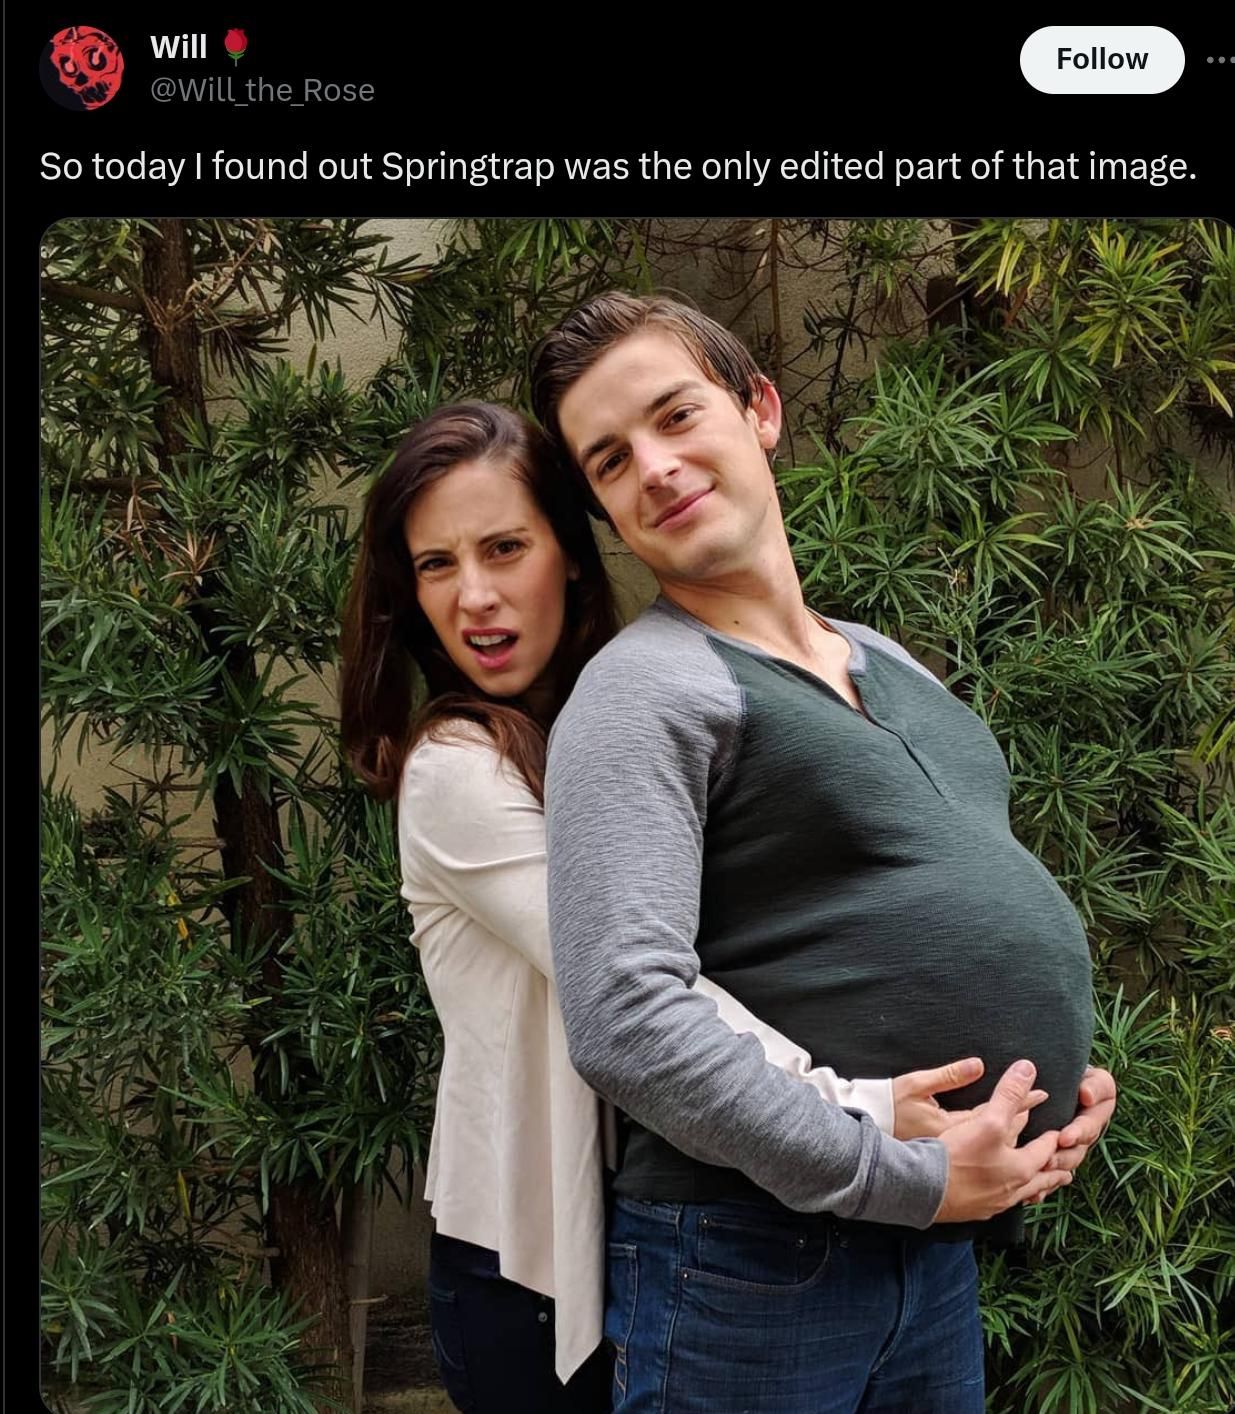 Will 🌹
@Will_the_Rose
Follow
So today I found out Springtrap was the only edited part of that image.